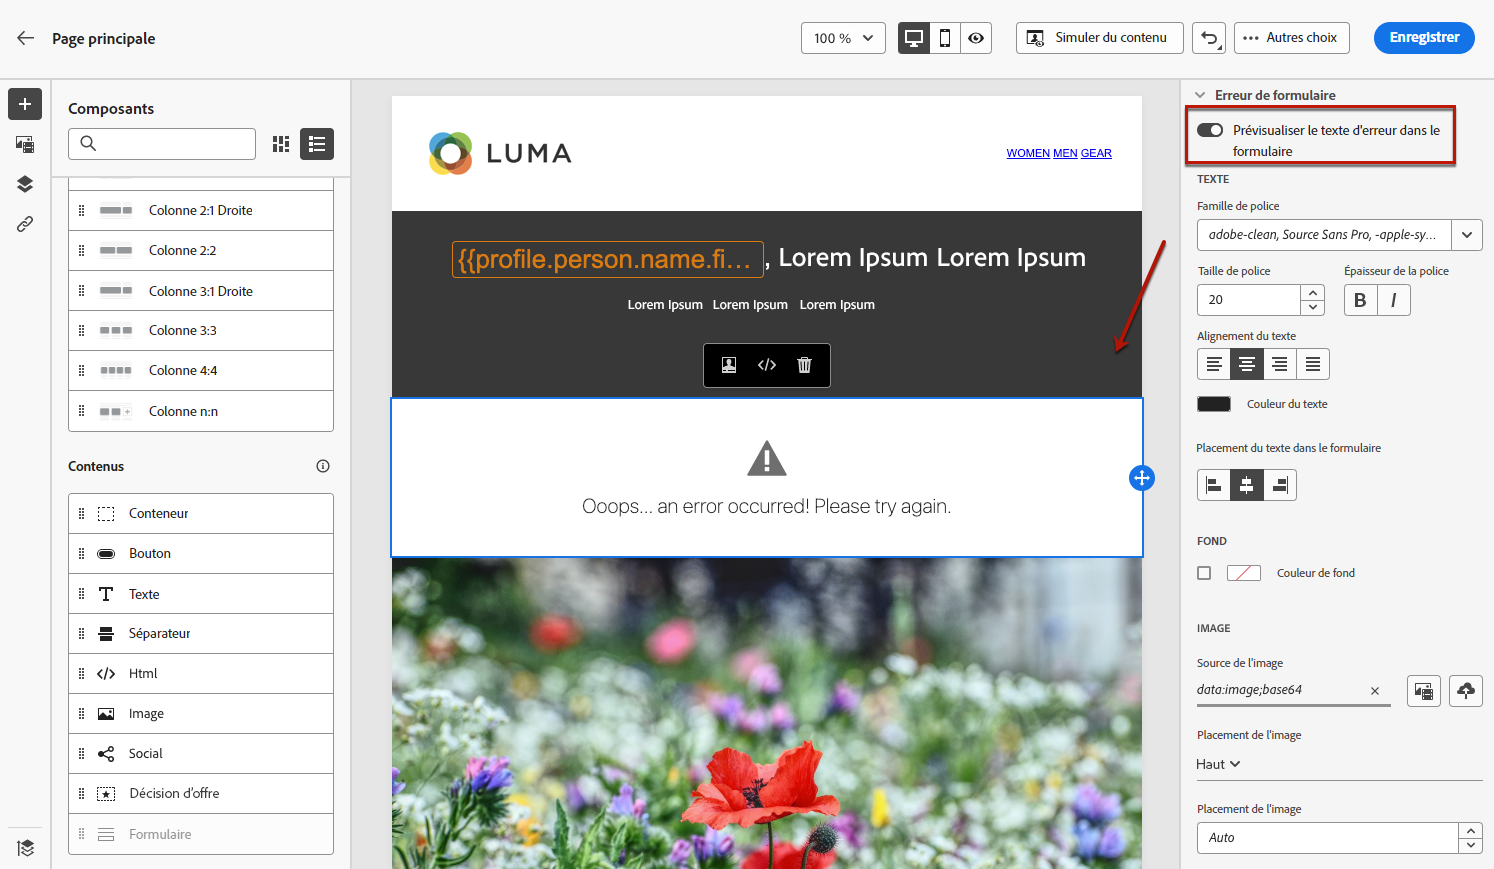 Page principale
100 %
Simuler du contenu
Autres choix
Enregistrer
Composants
Colonne 2:1 Droite
Colonne 2:2
Colonne 3:1 Droite
Colonne 3:3
Colonne 4:4
Colonne n:n
Contenus
Conteneur
Bouton
Texte
Séparateur
Html
Image
Social
Décision d'offre
Formulaire
LUMA
WOMEN MEN GEAR
{{profile.person.name.fi... , Lorem Ipsum Lorem Ipsum
Lorem Ipsum Lorem Ipsum Lorem Ipsum
Ooops... an error occurred! Please try again.
Erreur de formulaire
Prévisualiser le texte d'erreur dans le
formulaire
TEXTE
Famille de police
adobe-clean, Source Sans Pro, -apple-sy...
Taille de police
Épaisseur de la police
20
B I
Alignement du texte
Couleur du texte
Placement du texte dans le formulaire
FOND
Couleur de fond
IMAGE
Source de l'image
data:image;base64
Placement de l'image
Haut
Placement de l'image
Auto